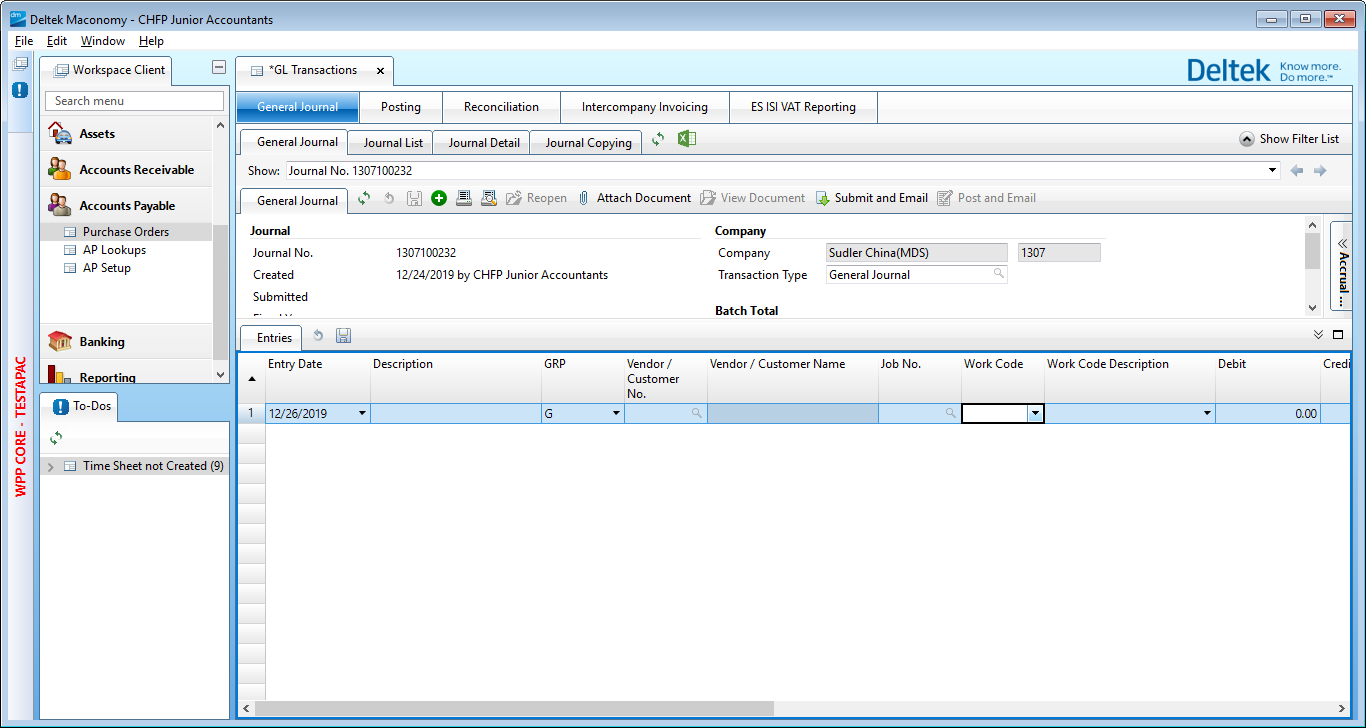 Deltek Maconomy - CHFP Junior Accountants
File Edit Window Help
Workspace Client
Search menu
Assets
Accounts Receivable
Accounts Payable
Purchase Orders
AP Lookups
AP Setup
Banking
Reporting
To-Dos
Time Sheet not Created (9)
WPP CORE - TESTAPAC
*GL Transactions
Deltek Know more.
Do more.™
General Journal Posting Reconciliation Intercompany Invoicing ES ISI VAT Reporting
General Journal Journal List Journal Detail Journal Copying Show Filter List
Show: Journal No. 1307100232
General Journal Reopen Attach Document View Document Submit and Email Post and Email
Journal Company
Journal No. 1307100232 Company Sudler China(MDS) 1307
Created 12/24/2019 by CHFP Junior Accountants Transaction Type General Journal
Submitted
Batch Total
Accrual ...
Entries
Entry Date Description GRP Vendor / Customer No. Vendor / Customer Name Job No. Work Code Work Code Description Debit Credi
1 12/26/2019 G 0.00